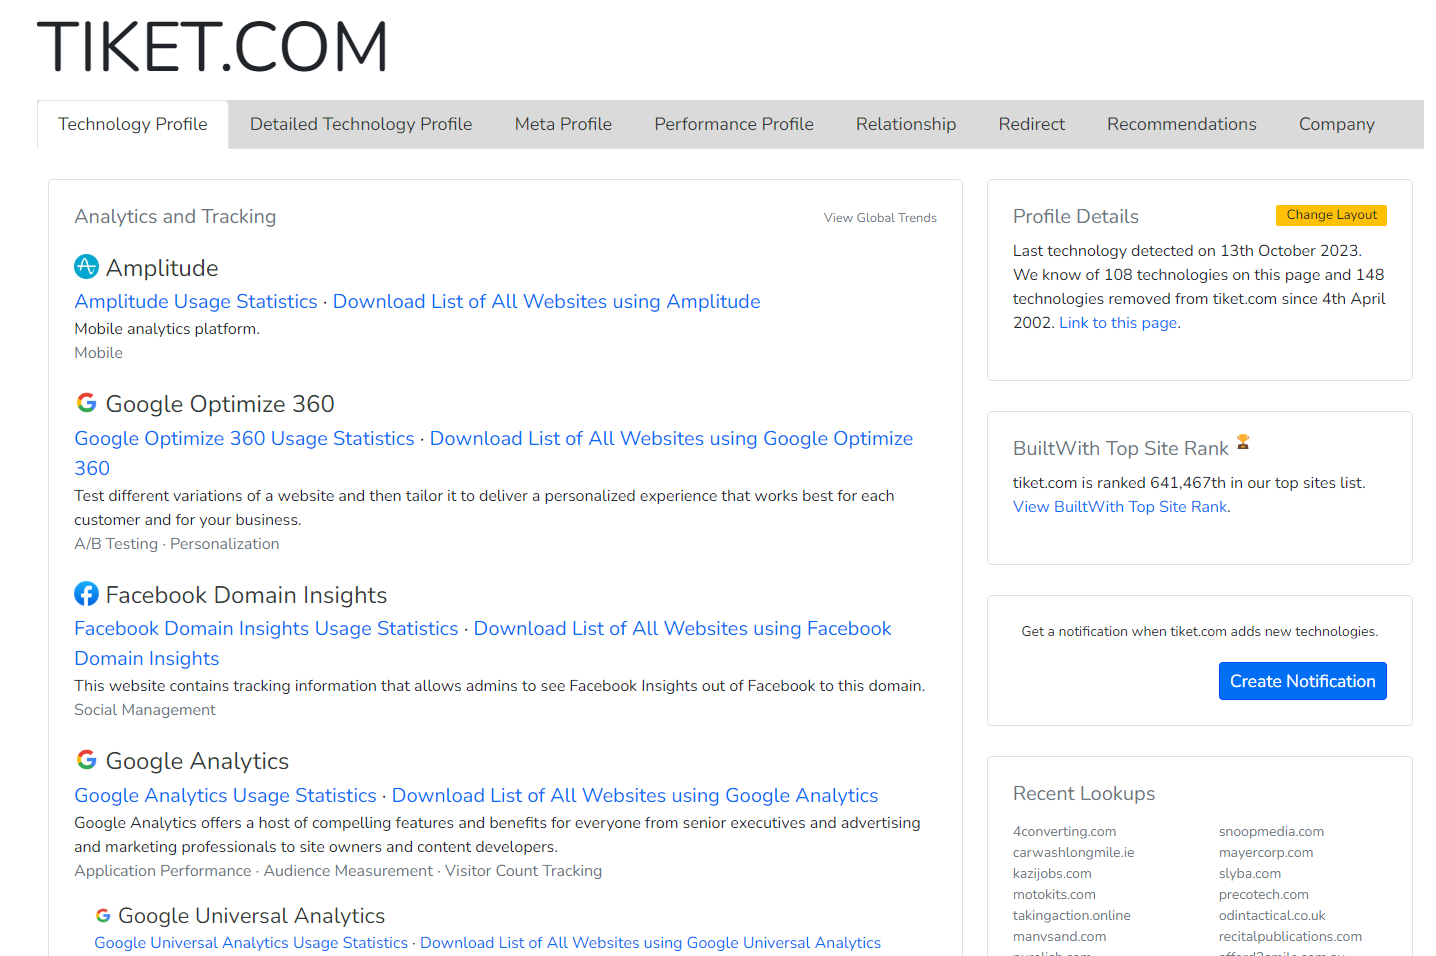 TIKET.COM
Technology Profile
Detailed Technology Profile
Meta Profile
Performance Profile
Relationship
Redirect
Recommendations
Company
Analytics and Tracking
View Global Trends
Amplitude
Amplitude Usage Statistics · Download List of All Websites using Amplitude
Mobile analytics platform.
Mobile
Google Optimize 360
Google Optimize 360 Usage Statistics · Download List of All Websites using Google Optimize
360
Test different variations of a website and then tailor it to deliver a personalized experience that works best for each
customer and for your business.
A/B Testing · Personalization
Facebook Domain Insights
Facebook Domain Insights Usage Statistics · Download List of All Websites using Facebook
Domain Insights
This website contains tracking information that allows admins to see Facebook Insights out of Facebook to this domain.
Social Management
Google Analytics
Google Analytics Usage Statistics · Download List of All Websites using Google Analytics
Google Analytics offers a host of compelling features and benefits for everyone from senior executives and advertising
and marketing professionals to site owners and content developers.
Application Performance · Audience Measurement · Visitor Count Tracking
Google Universal Analytics
Google Universal Analytics Usage Statistics · Download List of All Websites using Google Universal Analytics
Profile Details
Change Layout
Last technology detected on 13th October 2023.
We know of 108 technologies on this page and 148
technologies removed from tiket.com since 4th April
2002. Link to this page.
BuiltWith Top Site Rank
tiket.com is ranked 641,467th in our top sites list.
View BuiltWith Top Site Rank.
Get a notification when tiket.com adds new technologies.
Create Notification
Recent Lookups
4converting.com
carwashlongmile.ie
kazijobs.com
motokits.com
takingaction.online
manvsand.com
snoopmedia.com
mayercorp.com
slyba.com
precotech.com
odintactical.co.uk
recitalpublications.com